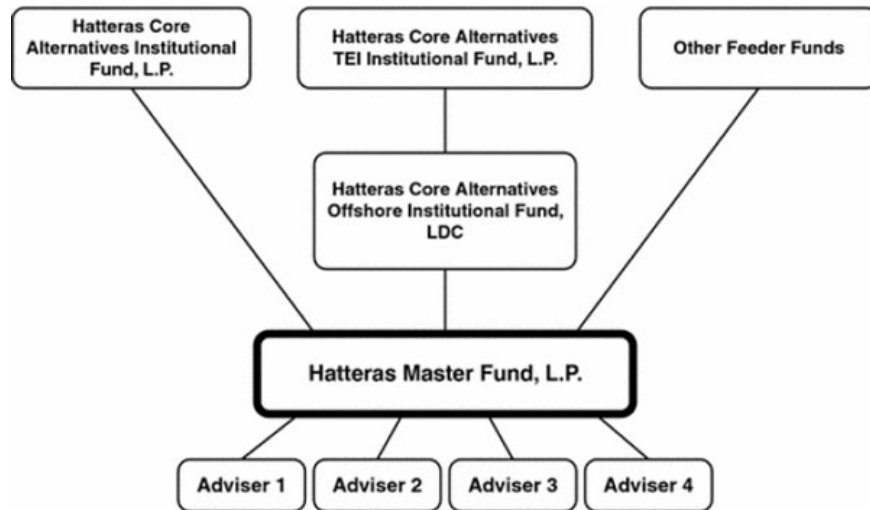 Hatteras Core
Alternatives Institutional
Fund, L.P.
Hatteras Core Alternatives
TEI Institutional Fund, L.P.
Other Feeder Funds
Hatteras Core Alternatives
Offshore Institutional Fund,
LDC
Hatteras Master Fund, L.P.
Adviser 1
Adviser 2
Adviser 3
Adviser 4